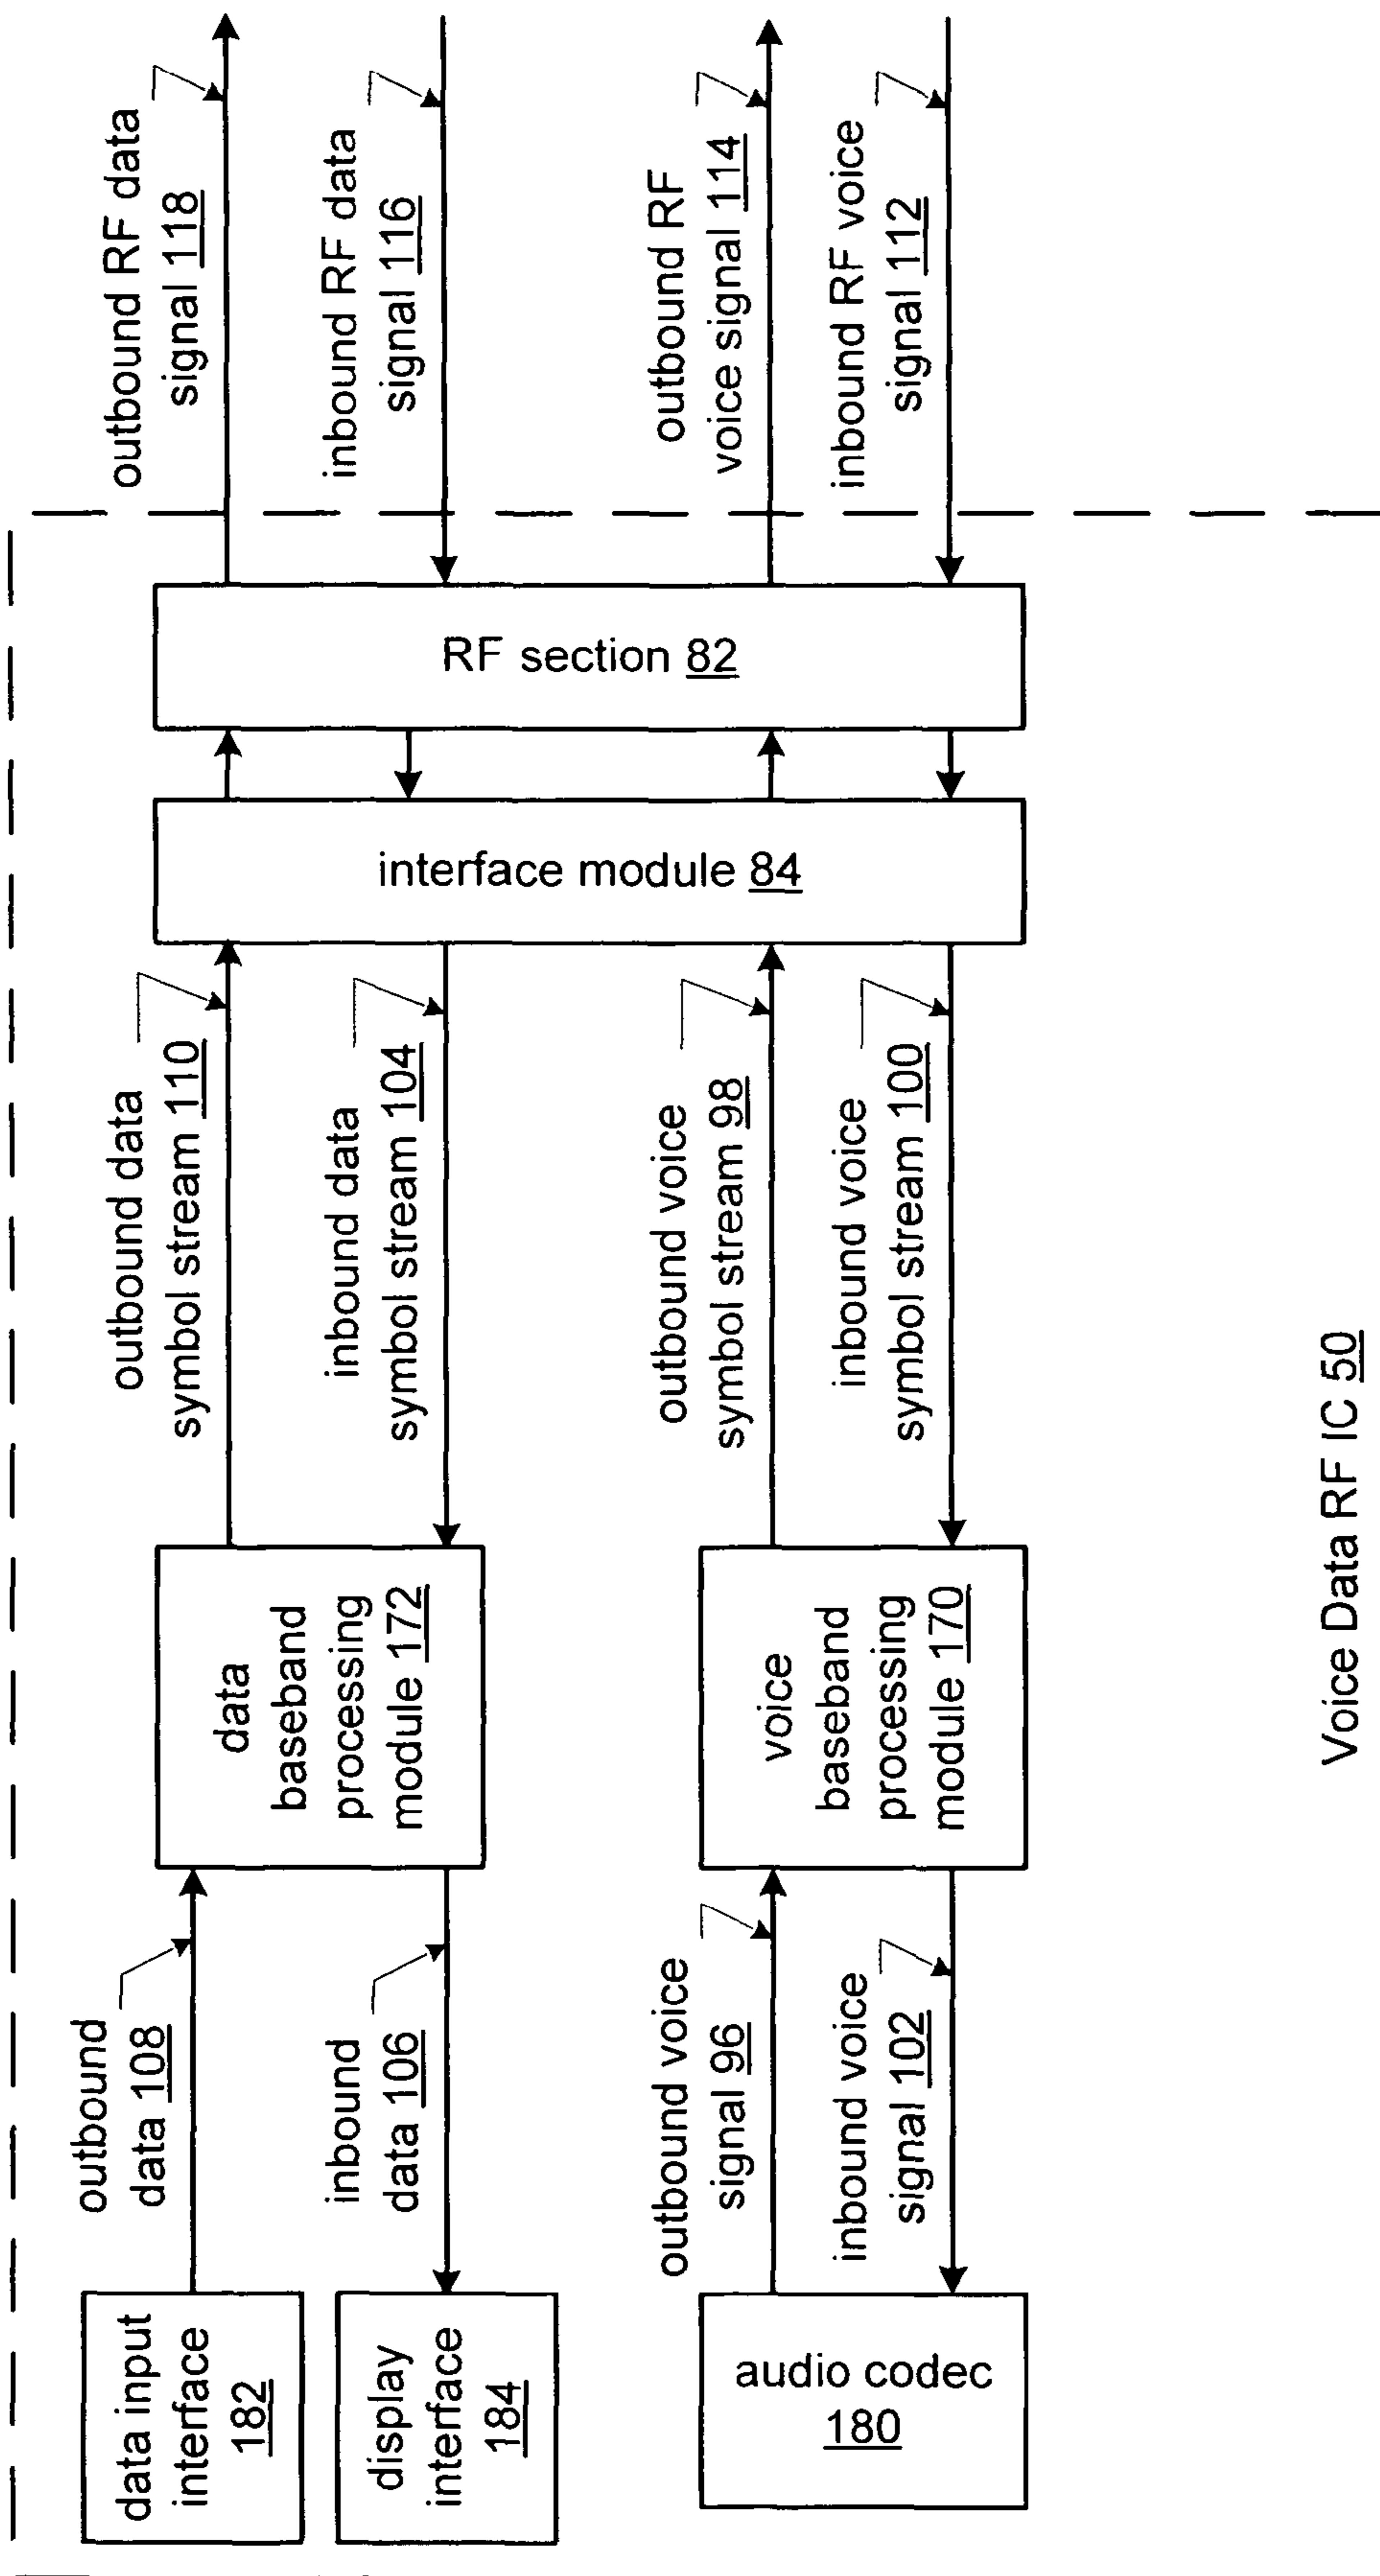 outbound RF data
signal 118
inbound RF data
signal 116
outbound RF
voice signal 114
inbound RF voice
signal 112
RF section 82
interface module 84
outbound data
symbol stream 110
inbound data
symbol stream 104
outbound voice
symbol stream 98
inbound voice
symbol stream 100
data
baseband
processing
module 172
voice
baseband
processing
module 170
outbound
data 108
inbound
data 106
outbound voice
signal 96
inbound voice
signal 102
data input
interface
182
display
interface
184
audio codec
180
Voice Data RF IC 50